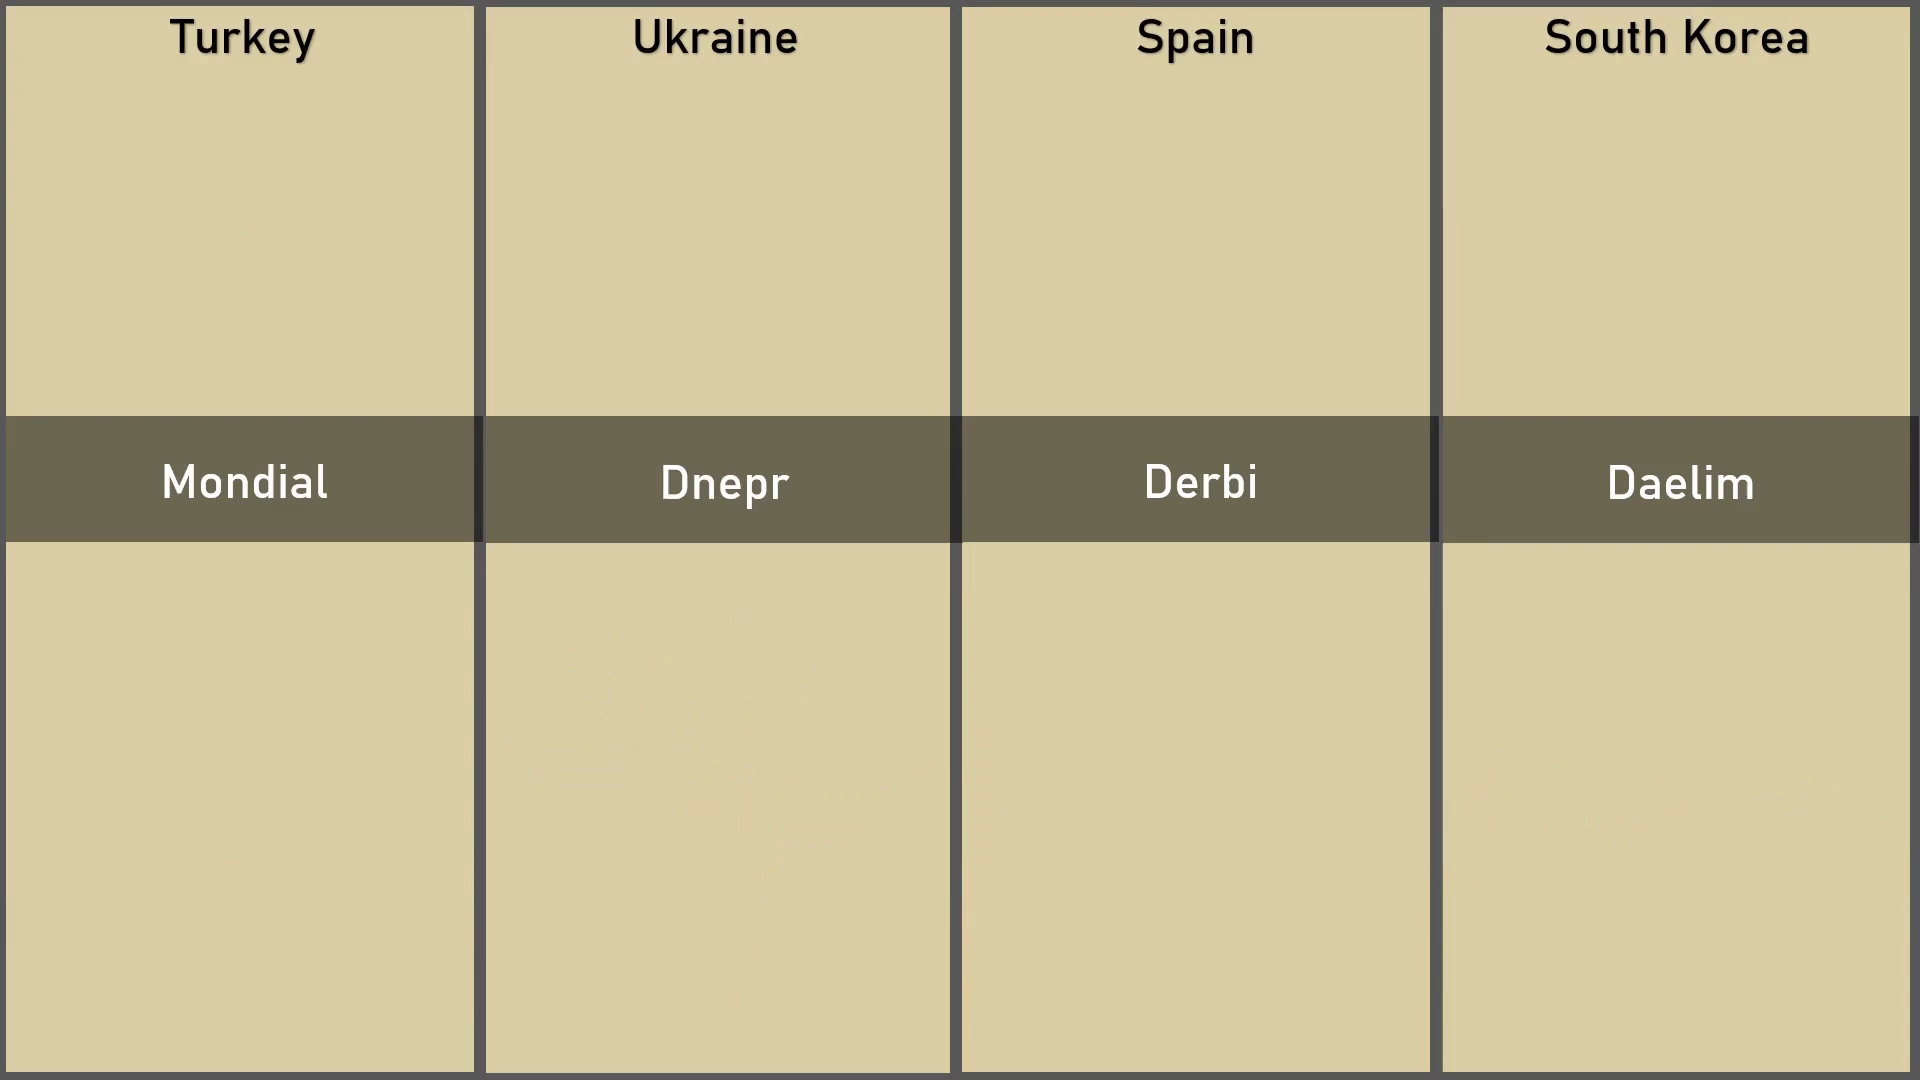 Turkey
Ukraine
Spain
South Korea
Mondial
Dnepr
Derbi
Daelim